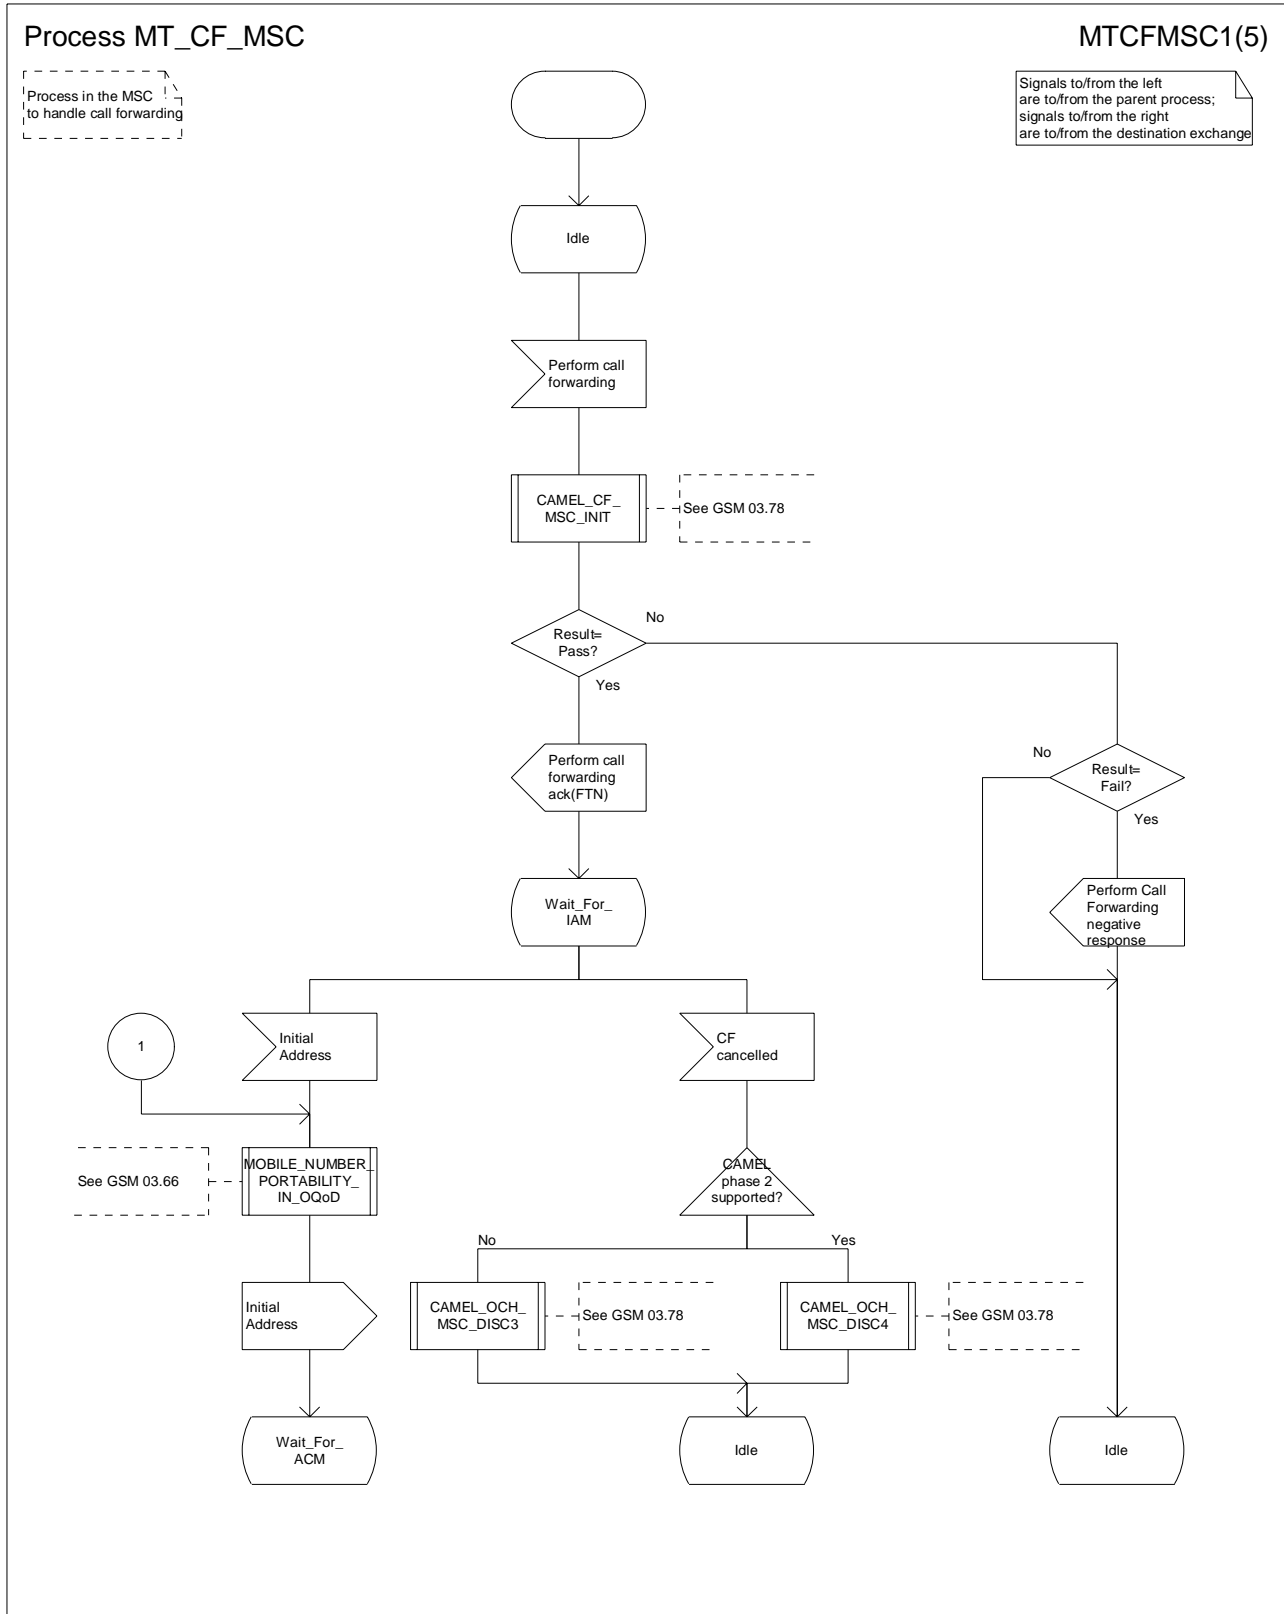 Process MT_CF_MSC
MTCFMSC1(5)
Process in the MSC
to handle call forwarding
Signals to/from the left
are to/from the parent process;
signals to/from the right
are to/from the destination exchange
Idle
Perform call
forwarding
CAMEL_CF_
MSC_INIT
See GSM 03.78
Result=
Pass?
No
Yes
Perform call
forwarding
ack(FTN)
No
Result=
Fail?
Yes
Wait_For_
IAM
Perform Call
Forwarding
negative
response
1
Initial
Address
CF
cancelled
See GSM 03.66
MOBILE_NUMBER_
PORTABILITY_
IN_OQoD
CAMEL
phase 2
supported?
No
Yes
Initial
Address
CAMEL_OCH_
MSC_DISC3
See GSM 03.78
CAMEL_OCH_
MSC_DISC4
See GSM 03.78
Wait_For_
ACM
Idle
Idle